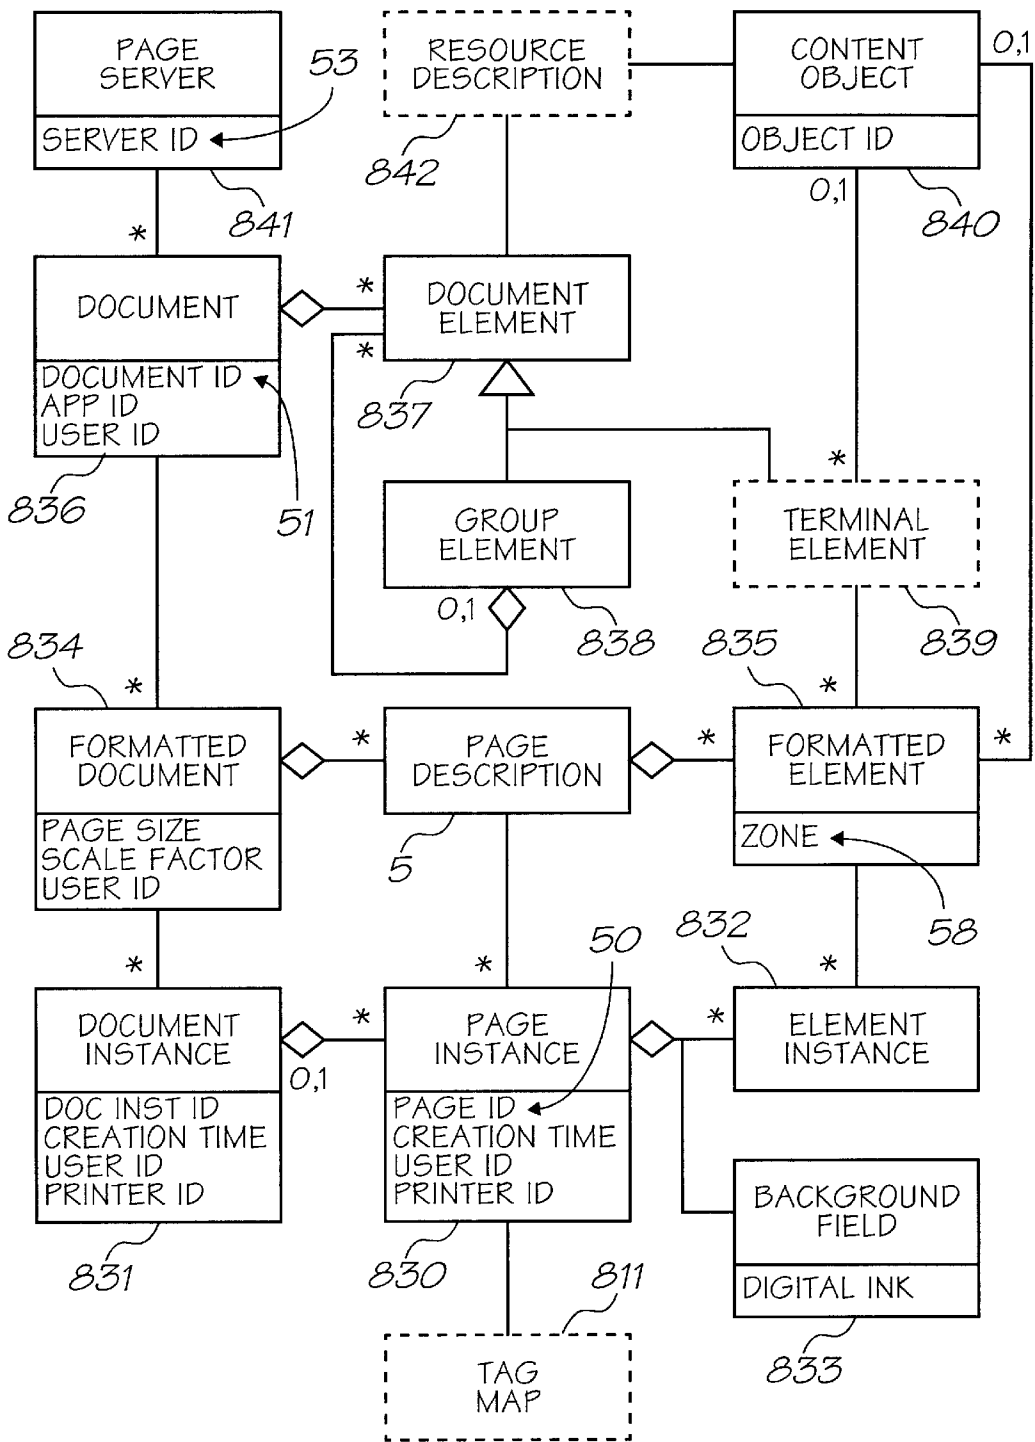 PAGE
SERVER
SERVER ID
53
841
*
RESOURCE
DESCRIPTION
842
CONTENT
OBJECT
OBJECT ID
0,1
0,1
840
DOCUMENT
DOCUMENT ID
APP ID
USER ID
836
51
*
*
DOCUMENT
ELEMENT
837
GROUP
ELEMENT
0,1
838
*
TERMINAL
ELEMENT
839
834
*
FORMATTED
DOCUMENT
PAGE SIZE
SCALE FACTOR
USER ID
*
PAGE
DESCRIPTION
5
835
*
*
*
FORMATTED
ELEMENT
ZONE
58
*
DOCUMENT
INSTANCE
0,1
DOC INST ID
CREATION TIME
USER ID
PRINTER ID
831
*
*
50
PAGE
INSTANCE
PAGE ID
CREATION TIME
USER ID
PRINTER ID
830
832
*
*
ELEMENT
INSTANCE
BACKGROUND
FIELD
DIGITAL INK
833
811
TAG
MAP